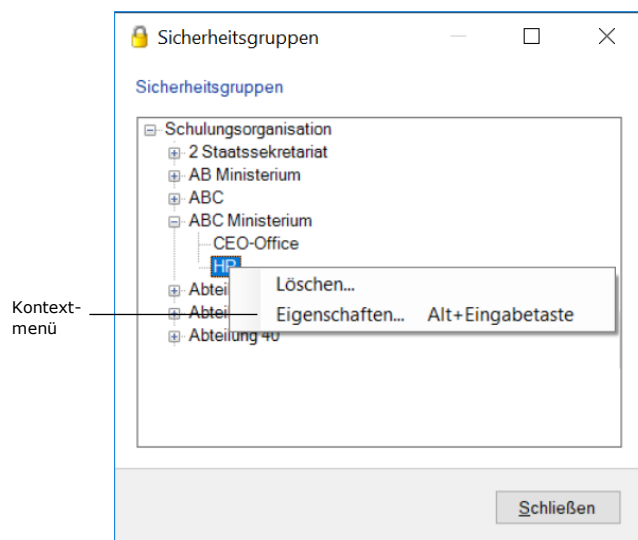 Sicherheitsgruppen
Sicherheitsgruppen
Schulungsorganisation
2 Staatssekretariat
AB Ministerium
ABC
ABC Ministerium
CEO-Office
HP
Löschen...
Eigenschaften... Alt+Eingabetaste
Abteilung 40
Kontext-
menü
Schließen